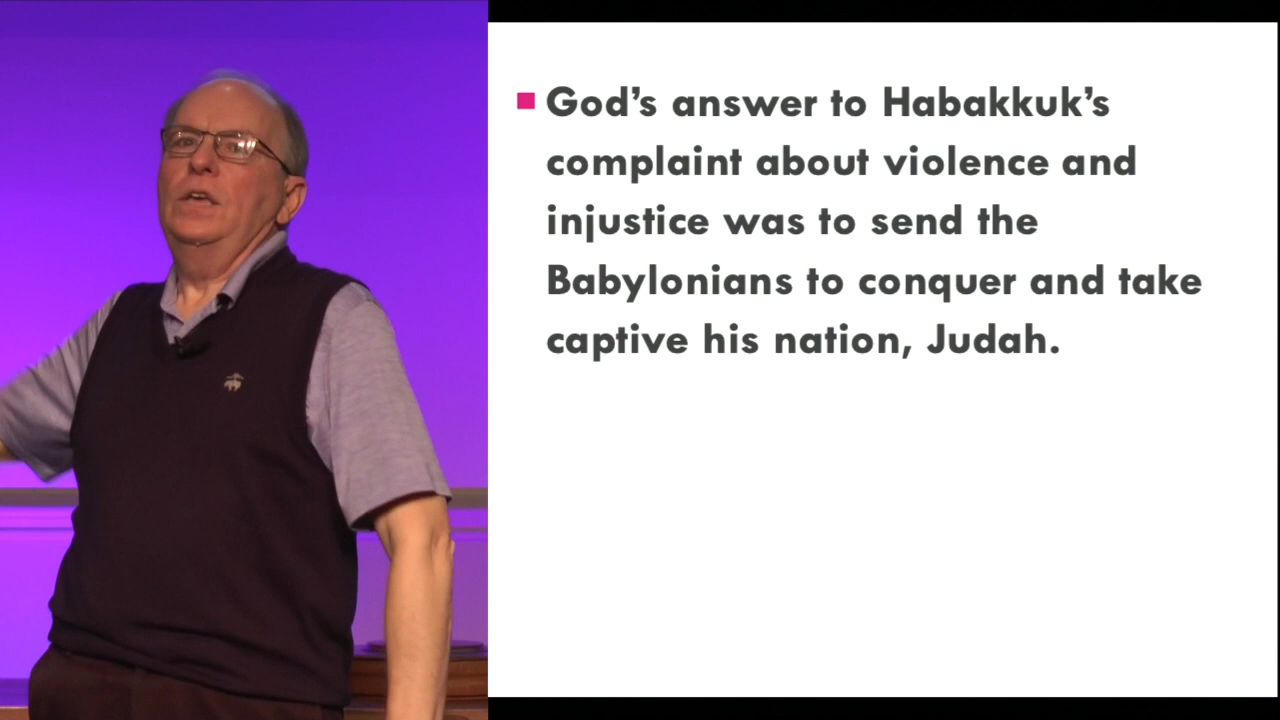 God’s answer to Habakkuk’s
complaint about violence and
injustice was to send the
Babylonians to conquer and take
captive his nation, Judah.